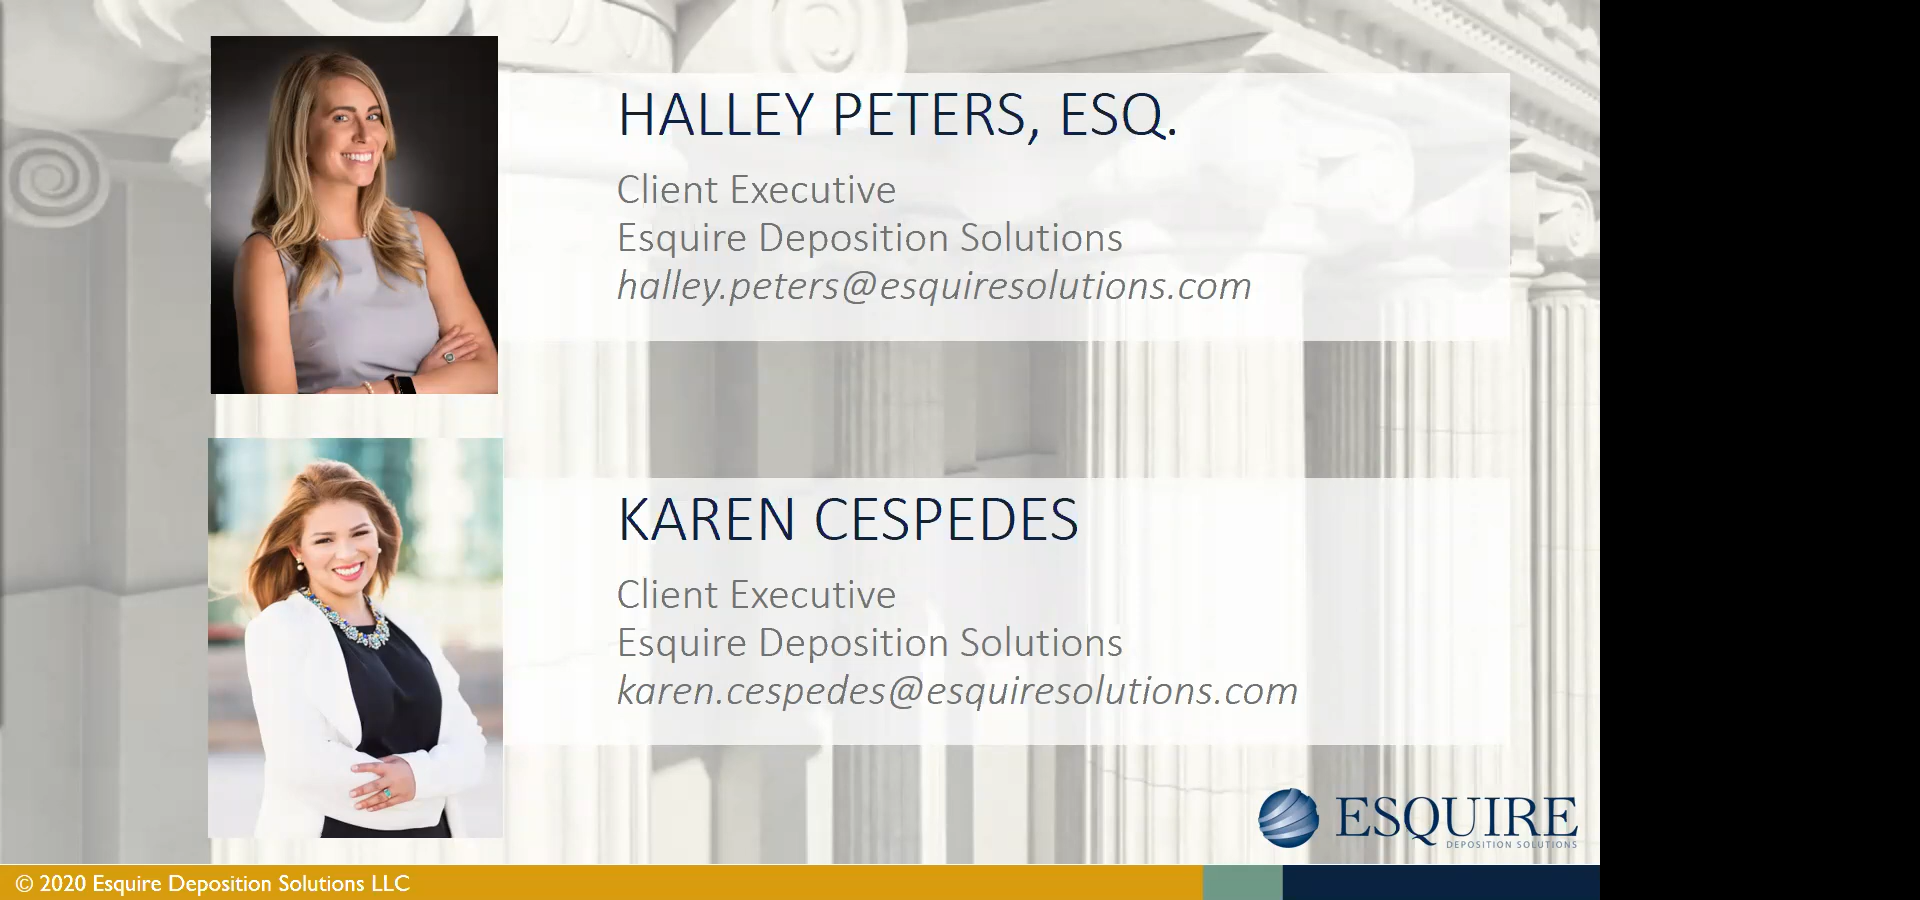 HALLEY PETERS, ESQ.
Client Executive
Esquire Deposition Solutions
halley.peters@esquiresolutions.com
KAREN CESPEDES
Client Executive
Esquire Deposition Solutions
karen.cespedes@esquiresolutions.com
ESQUIRE
DEPOSITION SOLUTIONS
© 2020 Esquire Deposition Solutions LLC